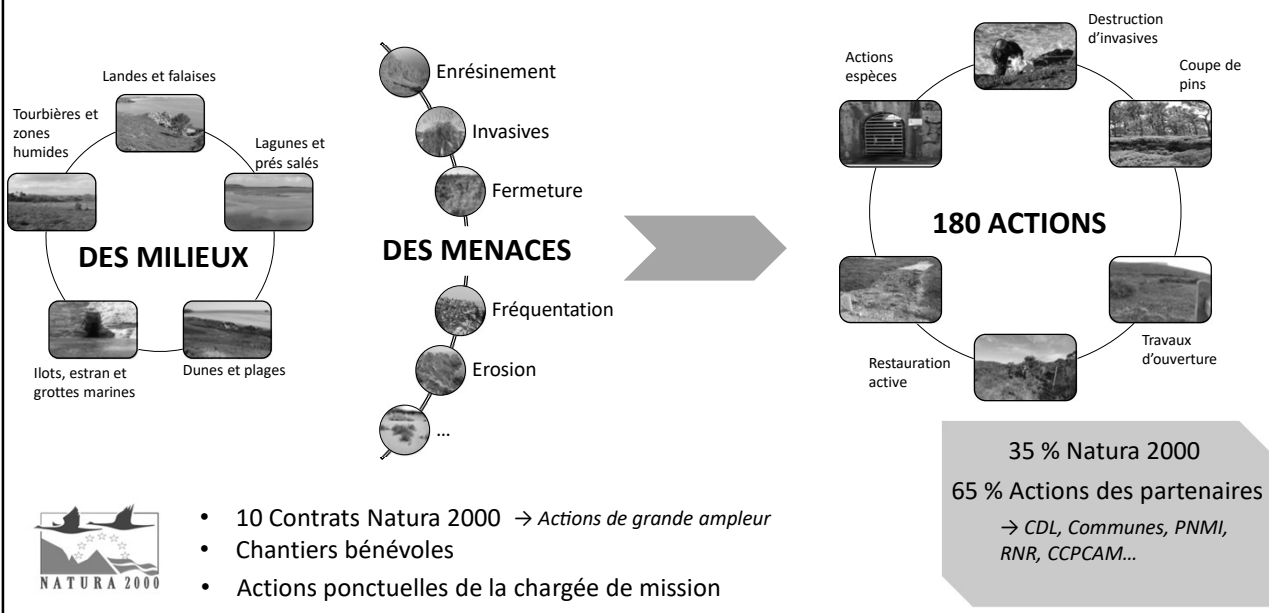 Landes et falaises
Tourbières et
zones
humides
Lagunes et
prés salés
DES MILIEUX
Ilots, estran et
grottes marines
Dunes et plages
Enrésinement
Invasives
Fermeture
DES MENACES
Fréquentation
Erosion
...
Destruction
d'invasives
Actions
espèces
Coupe de
pins
180 ACTIONS
Restauration
active
Travaux
d'ouverture
35 % Natura 2000
65 % Actions des partenaires
→ CDL, Communes, PNMI,
RNR, CCPCAM…
NATURA 2000
• 10 Contrats Natura 2000 → Actions de grande ampleur
• Chantiers bénévoles
• Actions ponctuelles de la chargée de mission